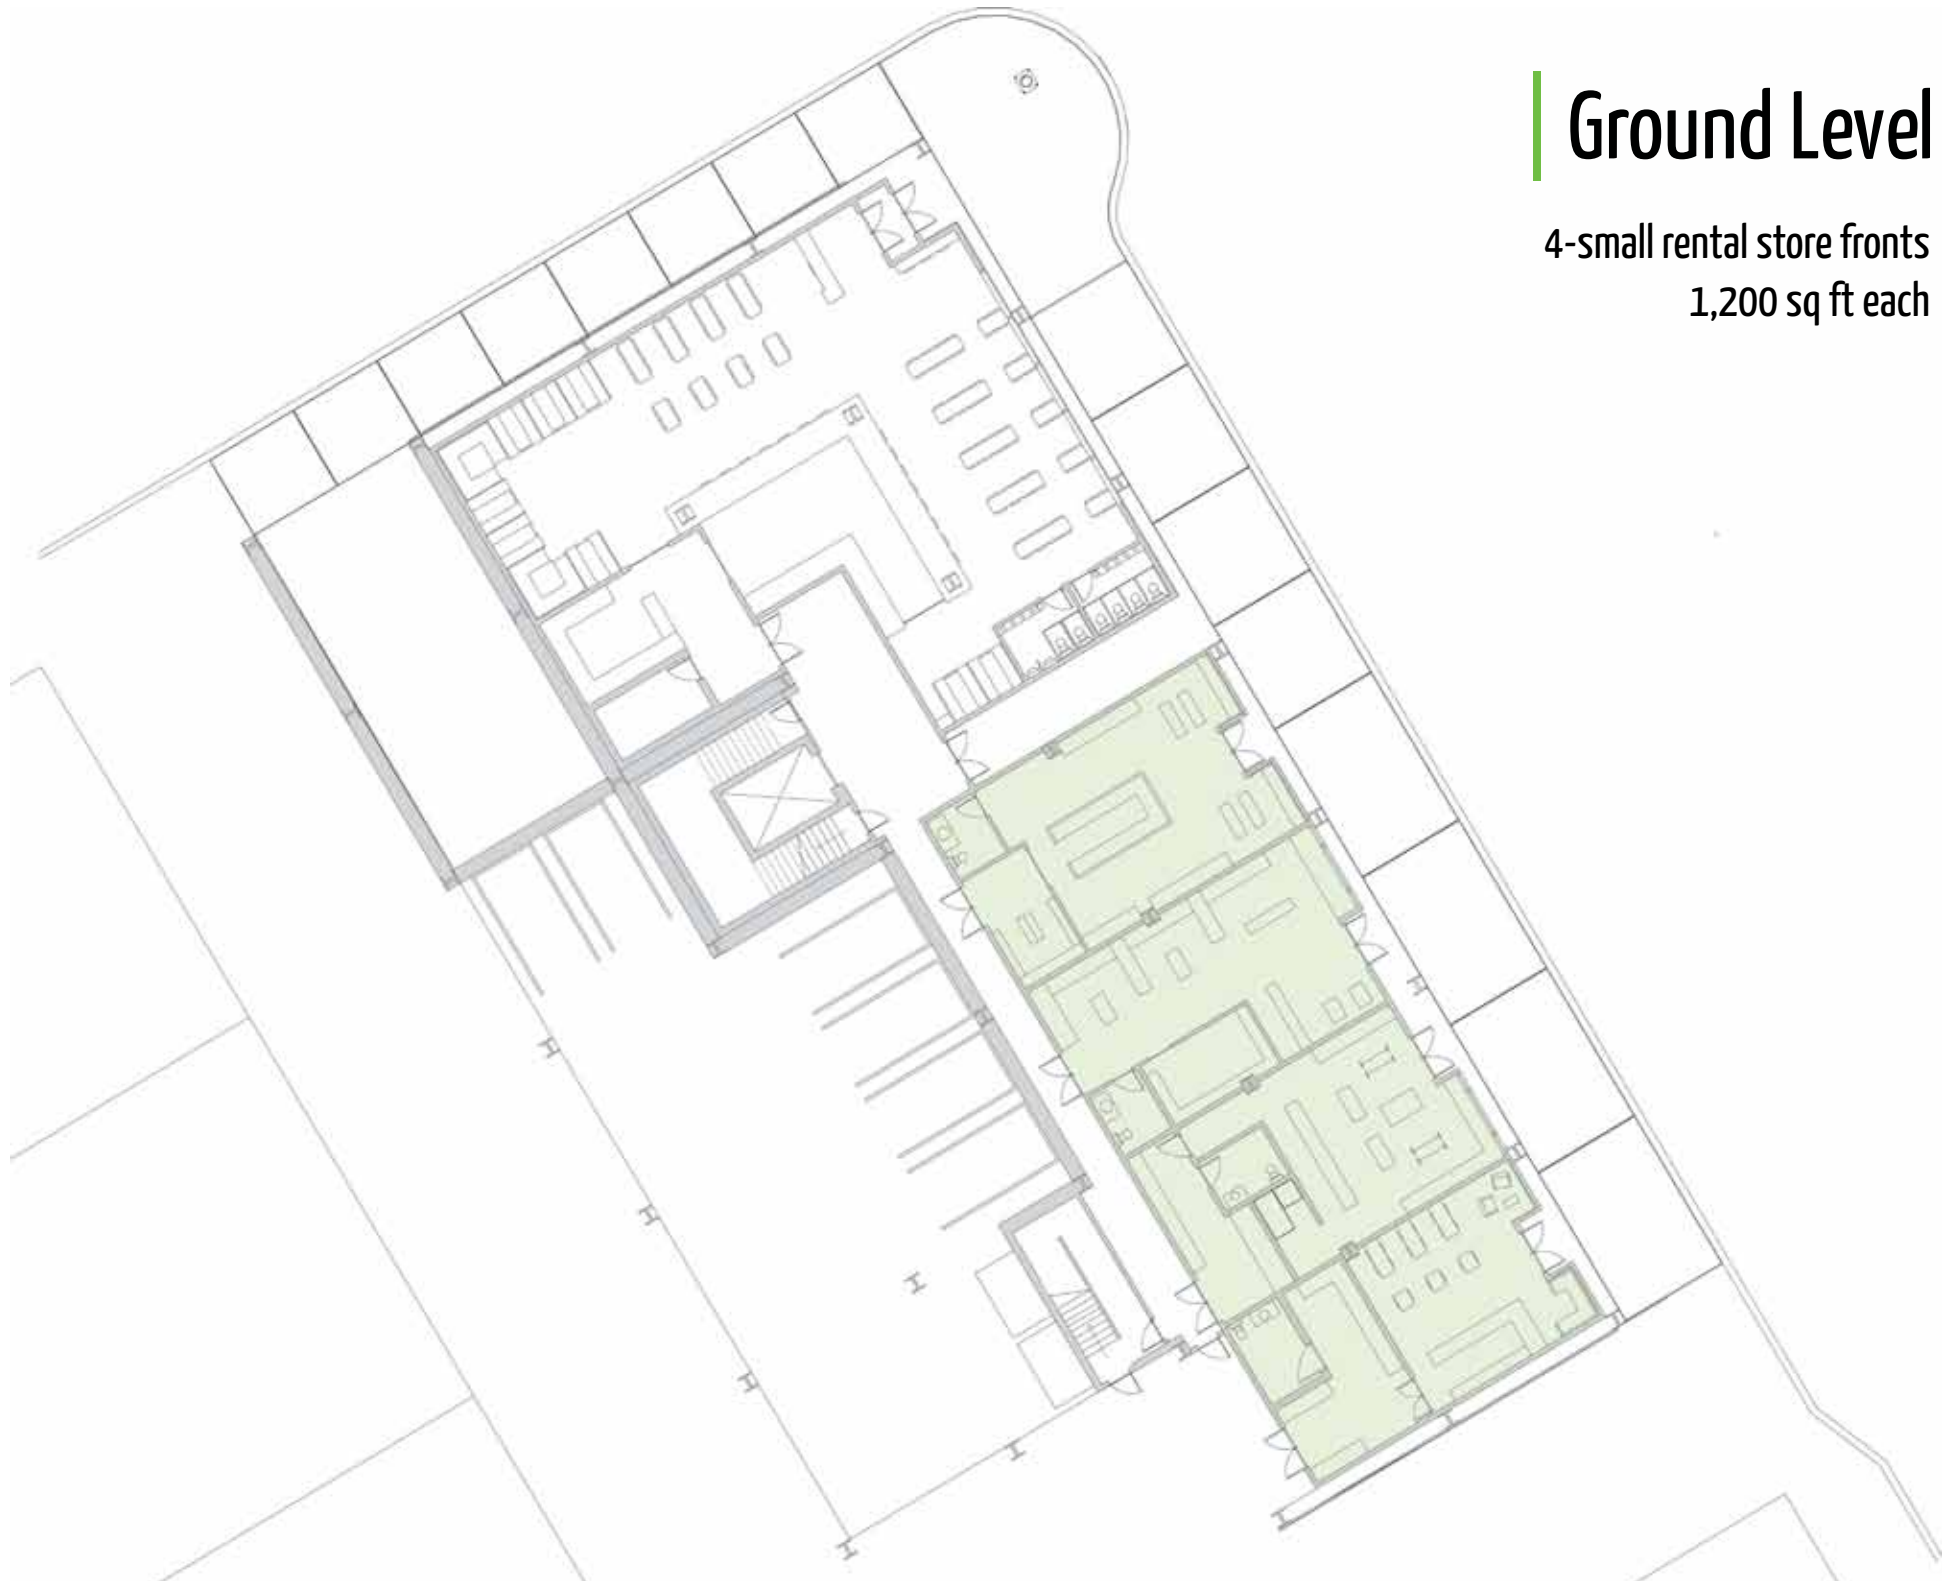 Ground Level
4-small rental store fronts
1,200 sq ft each